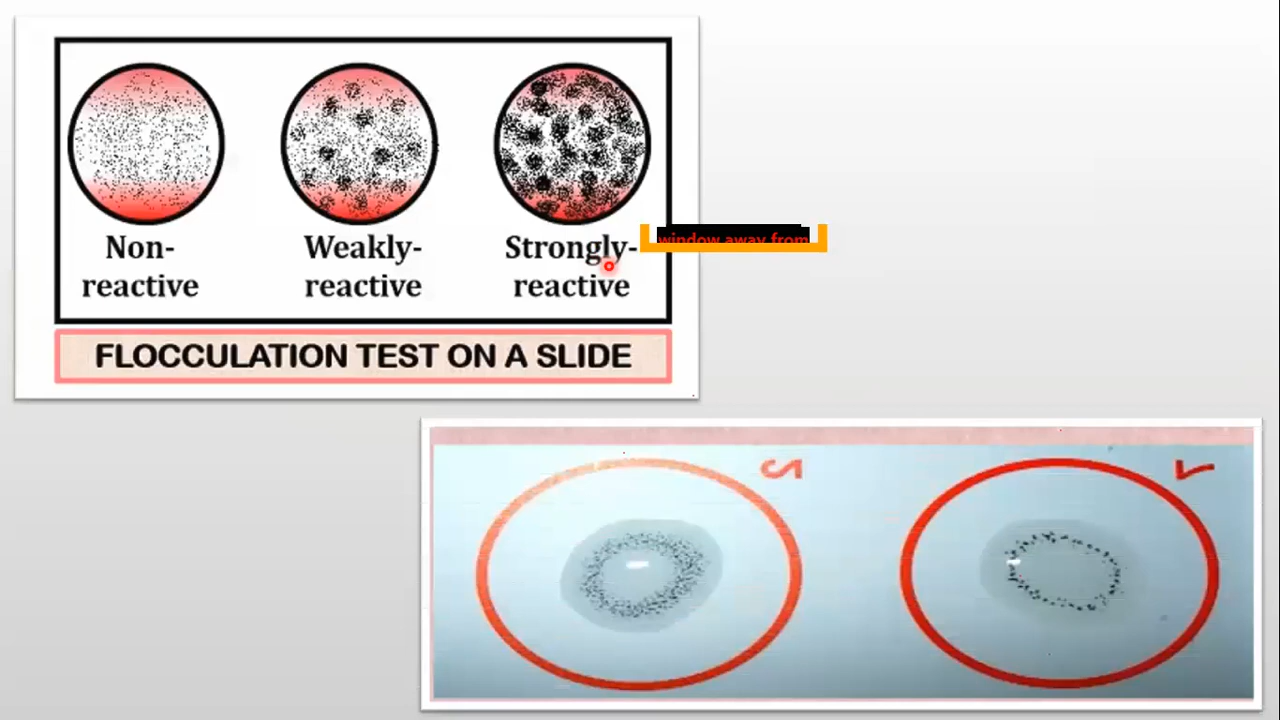 Non-
reactive
Weakly-
reactive
Strongly-
reactive
window away from
FLOCCULATION TEST ON A SLIDE